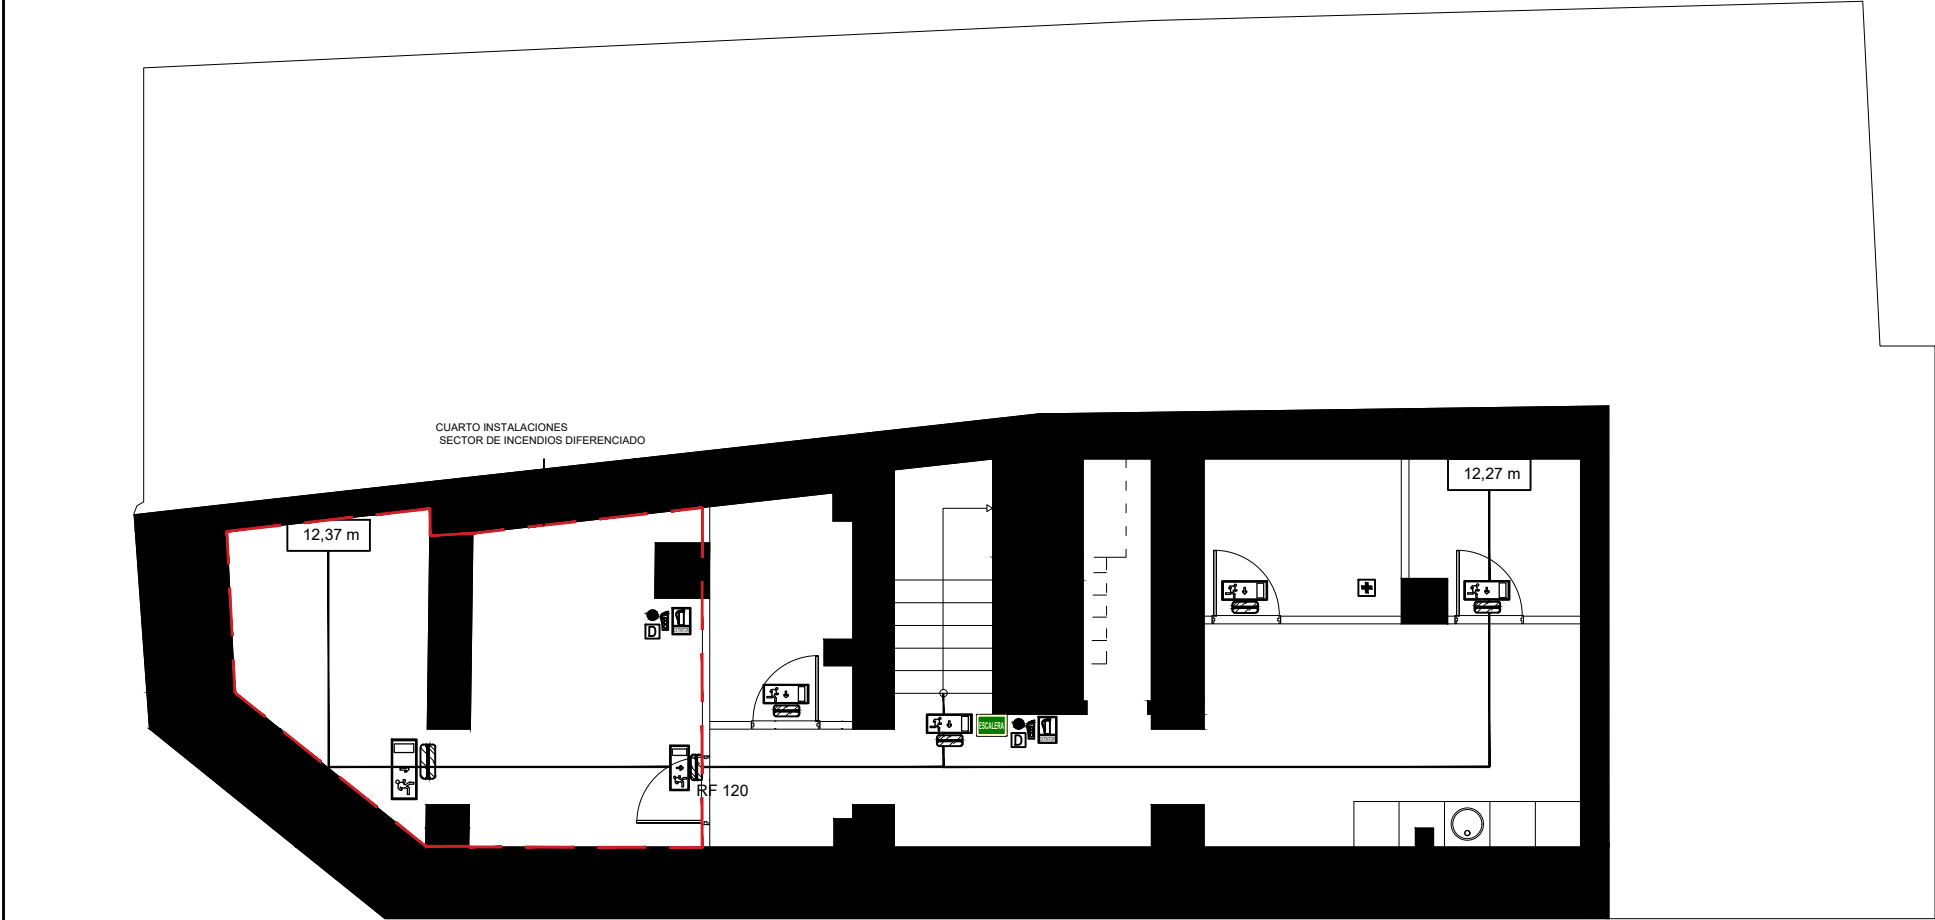 CUARTO INSTALACIONES
SECTOR DE INCENDIOS DIFERENCIADO
12,27 m
12,37 m
D
ESCALERA
D
RF 120